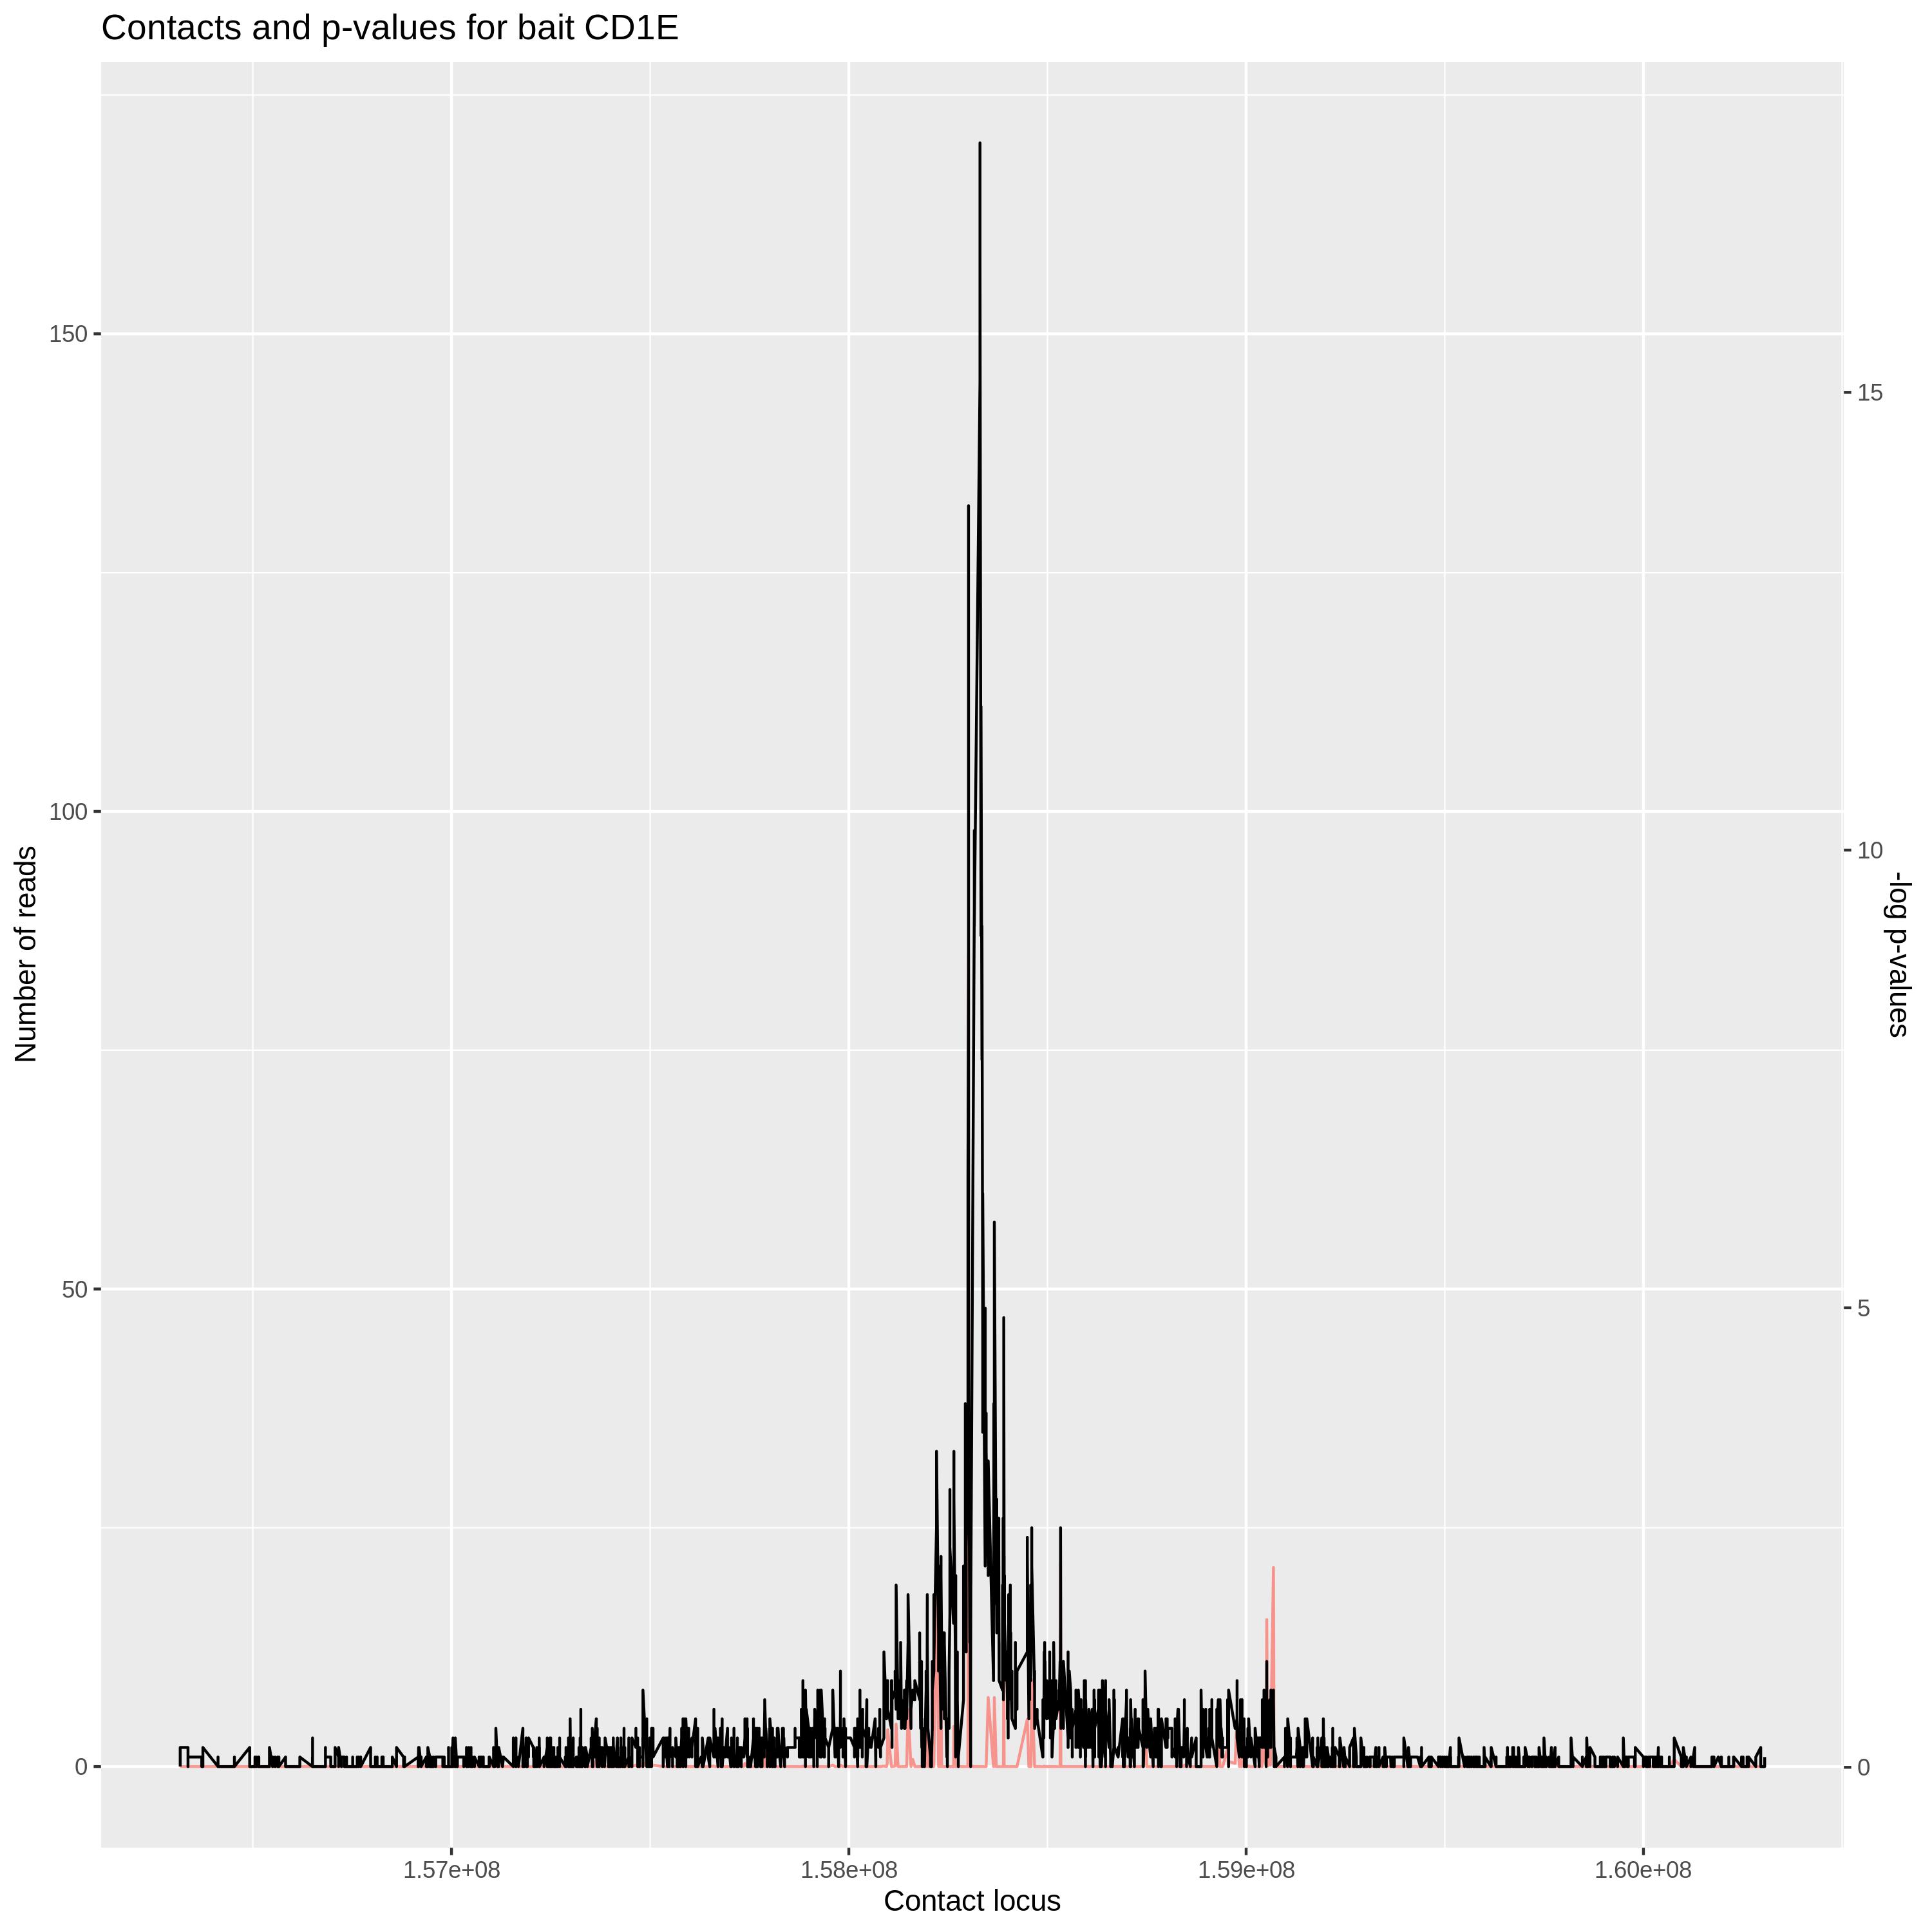 Contacts and p-values for bait CD1E
150
100
50
0
15
10
5
0
Number of reads
-log p-values
1.57e+08
1.58e+08
1.59e+08
1.60e+08
Contact locus